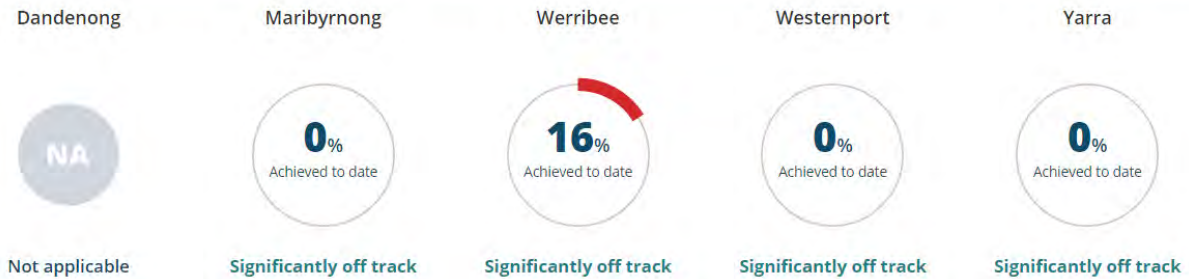 Dandenong
Maribyrnong
Werribee
Westernport
Yarra
NA
0%
Achieved to date
16%
Achieved to date
0%
Achieved to date
0%
Achieved to date
Not applicable
Significantly off track
Significantly off track
Significantly off track
Significantly off track